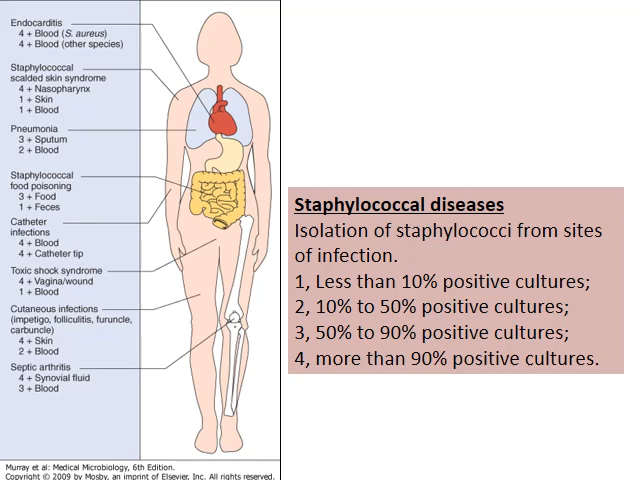 Endocarditis
4 + Blood (S. aureus)
4 + Blood (other species)
Staphylococcal
scalded skin syndrome
4 + Nasopharynx
1 + Skin
1 + Blood
Pneumonia
3 + Sputum
2 + Blood
Staphylococcal
food poisoning
3 + Food
1 + Feces
Catheter
infections
4 + Blood
4 + Catheter tip
Toxic shock syndrome
4 + Vagina/wound
1 + Blood
Cutaneous infections
(impetigo, folliculitis, furuncle,
carbuncle)
4 + Skin
2 + Blood
Septic arthritis
4 + Synovial fluid
3 + Blood
Murray et al: Medical Microbiology, 6th Edition.
Copyright © 2009 by Mosby, an imprint of Elsevier, Inc. All rights reserved.
Staphylococcal diseases
Isolation of staphylococci from sites
of infection.
1, Less than 10% positive cultures;
2, 10% to 50% positive cultures;
3, 50% to 90% positive cultures;
4, more than 90% positive cultures.